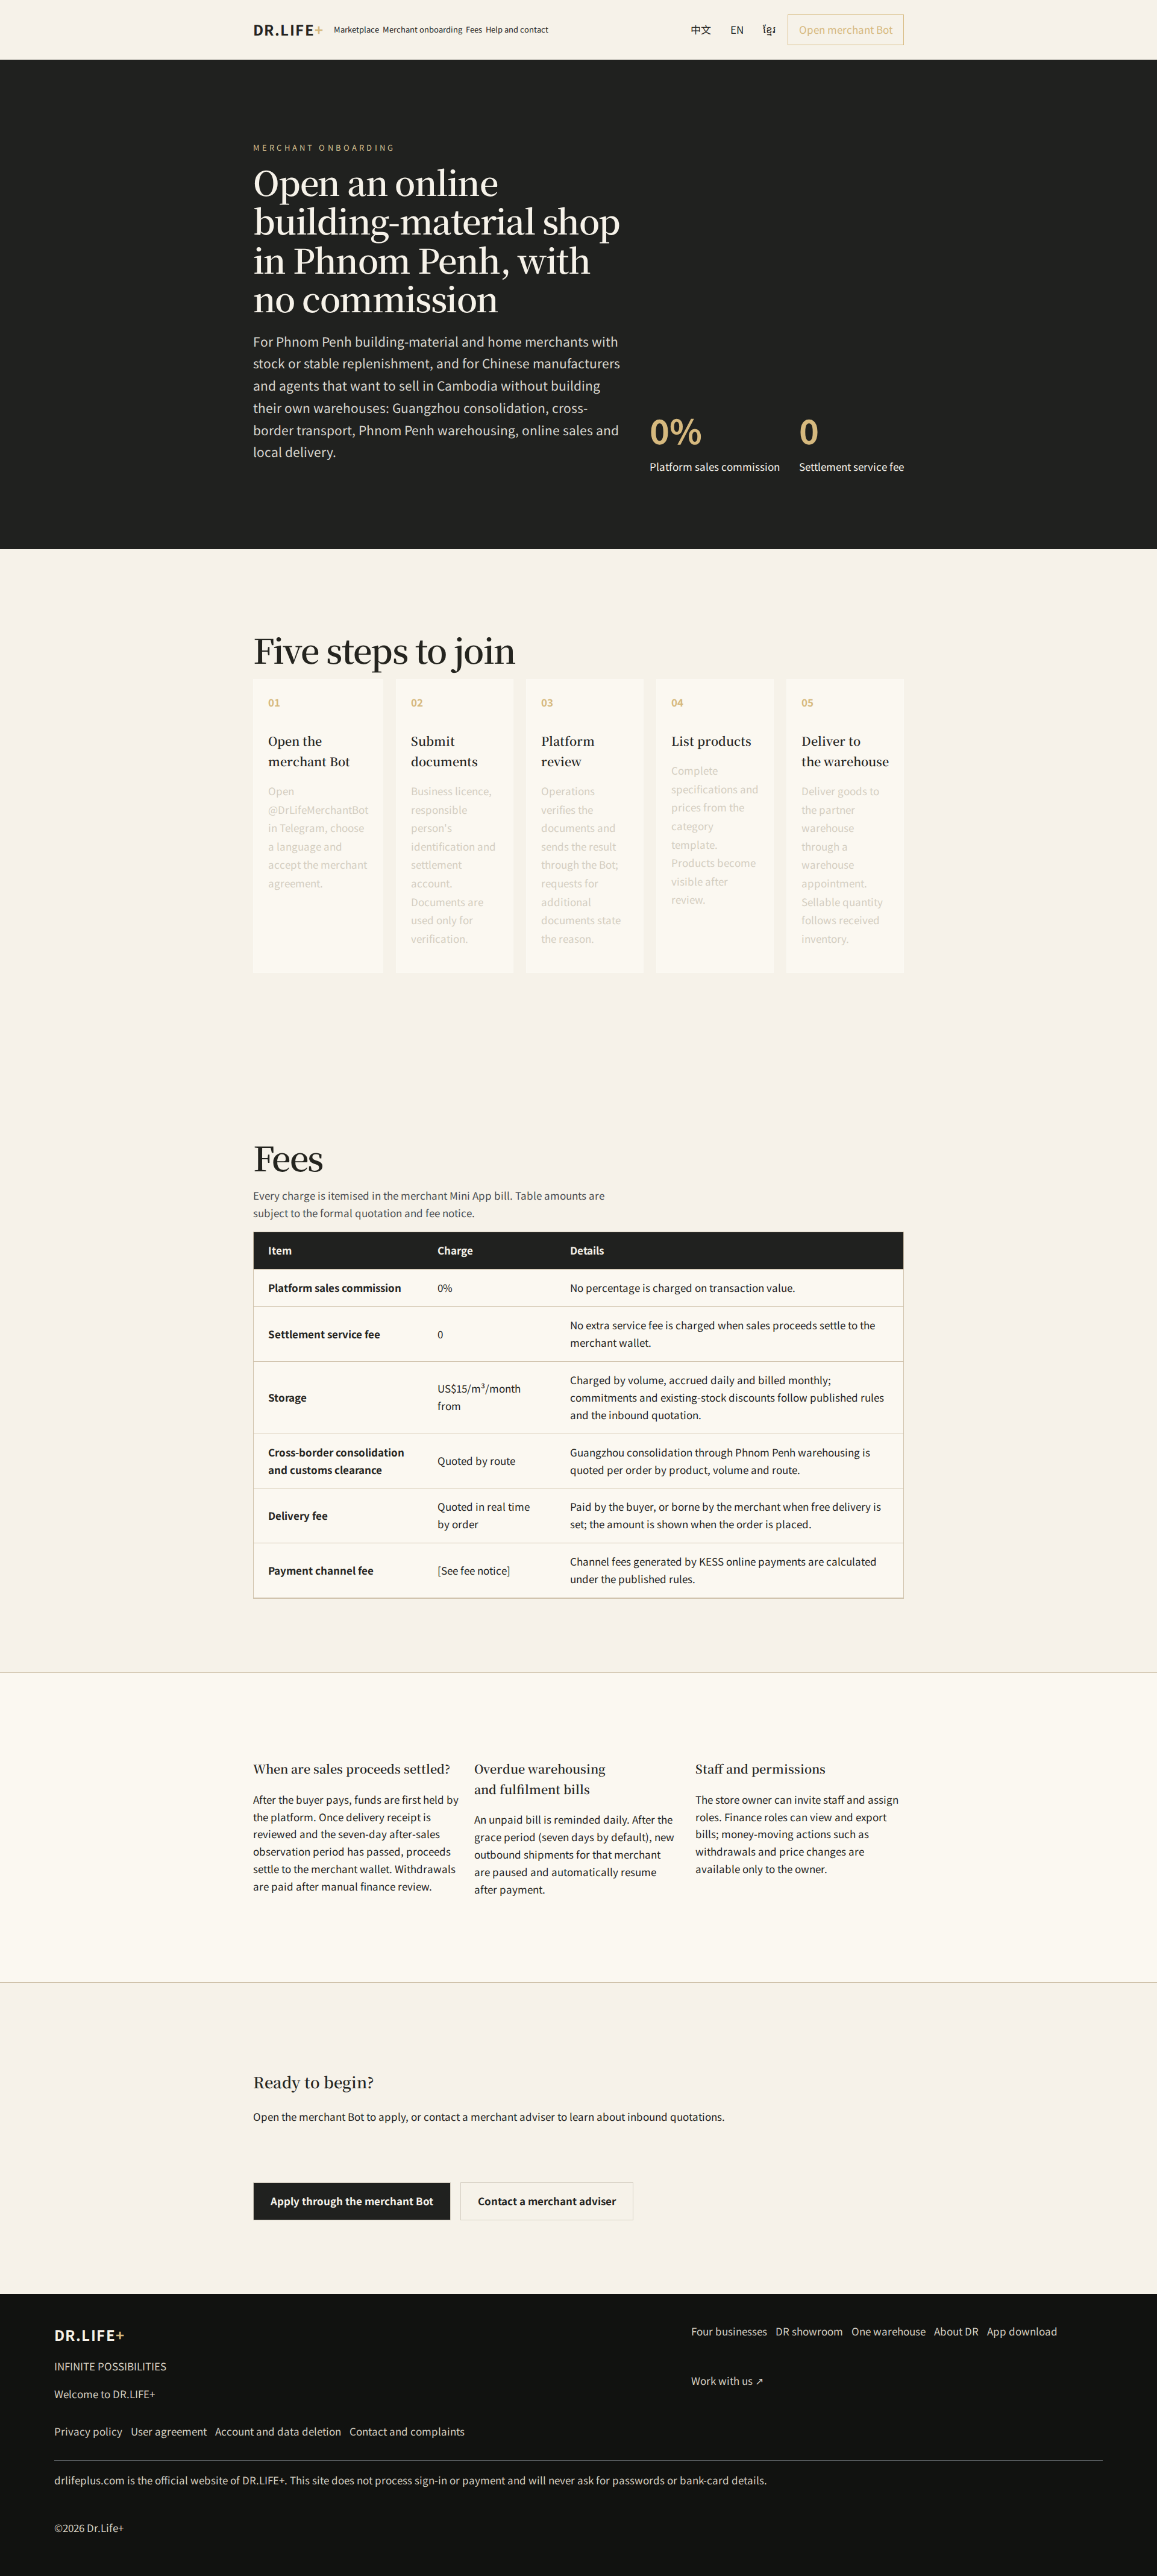 DR.LIFE+ Marketplace Merchant onboarding Fees Help and contact 中文 EN ខ្មែរ Open merchant Bot
MERCHANT ONBOARDING
Open an online
building-material shop
in Phnom Penh, with
no commission
For Phnom Penh building-material and home merchants with
stock or stable replenishment, and for Chinese manufacturers
and agents that want to sell in Cambodia without building
their own warehouses: Guangzhou consolidation, cross-
border transport, Phnom Penh warehousing, online sales and
local delivery.
0%
Platform sales commission
0
Settlement service fee
Five steps to join
01
Open the
merchant Bot
Open
@DrLifeMerchantBot
in Telegram, choose
a language and
accept the merchant
agreement.
02
Submit
documents
Business licence,
responsible
person's
identification and
settlement
account.
Documents are
used only for
verification.
03
Platform
review
Operations
verifies the
documents and
sends the result
through the Bot;
requests for
additional
documents state
the reason.
04
List products
Complete
specifications and
prices from the
category
template.
Products become
visible after
review.
05
Deliver to
the warehouse
Deliver goods to
the partner
warehouse
through a
warehouse
appointment.
Sellable quantity
follows received
inventory.
Fees
Every charge is itemised in the merchant Mini App bill. Table amounts are
subject to the formal quotation and fee notice.
Item Charge Details
Platform sales commission 0% No percentage is charged on transaction value.
Settlement service fee 0 No extra service fee is charged when sales proceeds settle to the
merchant wallet.
Storage US$15/m³/month
from
Charged by volume, accrued daily and billed monthly;
commitments and existing-stock discounts follow published rules
and the inbound quotation.
Cross-border consolidation
and customs clearance
Quoted by route
Guangzhou consolidation through Phnom Penh warehousing is
quoted per order by product, volume and route.
Delivery fee
Quoted in real time
by order
Paid by the buyer, or borne by the merchant when free delivery is
set; the amount is shown when the order is placed.
Payment channel fee
[See fee notice]
Channel fees generated by KESS online payments are calculated
under the published rules.
When are sales proceeds settled?
After the buyer pays, funds are first held by
the platform. Once delivery receipt is
reviewed and the seven-day after-sales
observation period has passed, proceeds
settle to the merchant wallet. Withdrawals
are paid after manual finance review.
Overdue warehousing
and fulfilment bills
An unpaid bill is reminded daily. After the
grace period (seven days by default), new
outbound shipments for that merchant
are paused and automatically resume
after payment.
Staff and permissions
The store owner can invite staff and assign
roles. Finance roles can view and export
bills; money-moving actions such as
withdrawals and price changes are
available only to the owner.
Ready to begin?
Open the merchant Bot to apply, or contact a merchant adviser to learn about inbound quotations.
Apply through the merchant Bot Contact a merchant adviser
DR.LIFE+
INFINITE POSSIBILITIES
Welcome to DR.LIFE+
Four businesses DR showroom One warehouse About DR App download
Work with us ↗
Privacy policy User agreement Account and data deletion Contact and complaints
drlifeplus.com is the official website of DR.LIFE+. This site does not process sign-in or payment and will never ask for passwords or bank-card details.
©2026 Dr.Life+